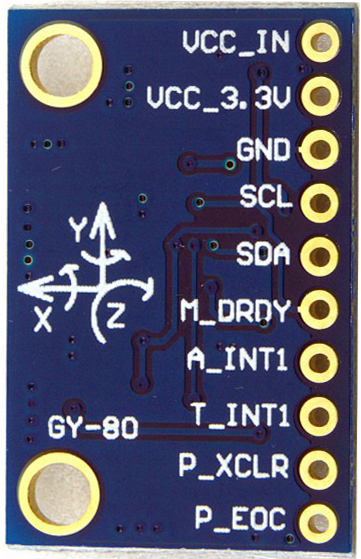 VCC_IN
VCC_3.3V
GND
SCL
SDA
M_DRDY
A_INT1
T_INT1
P_XCLR
P_EOC
Y
X
Z
GY-80